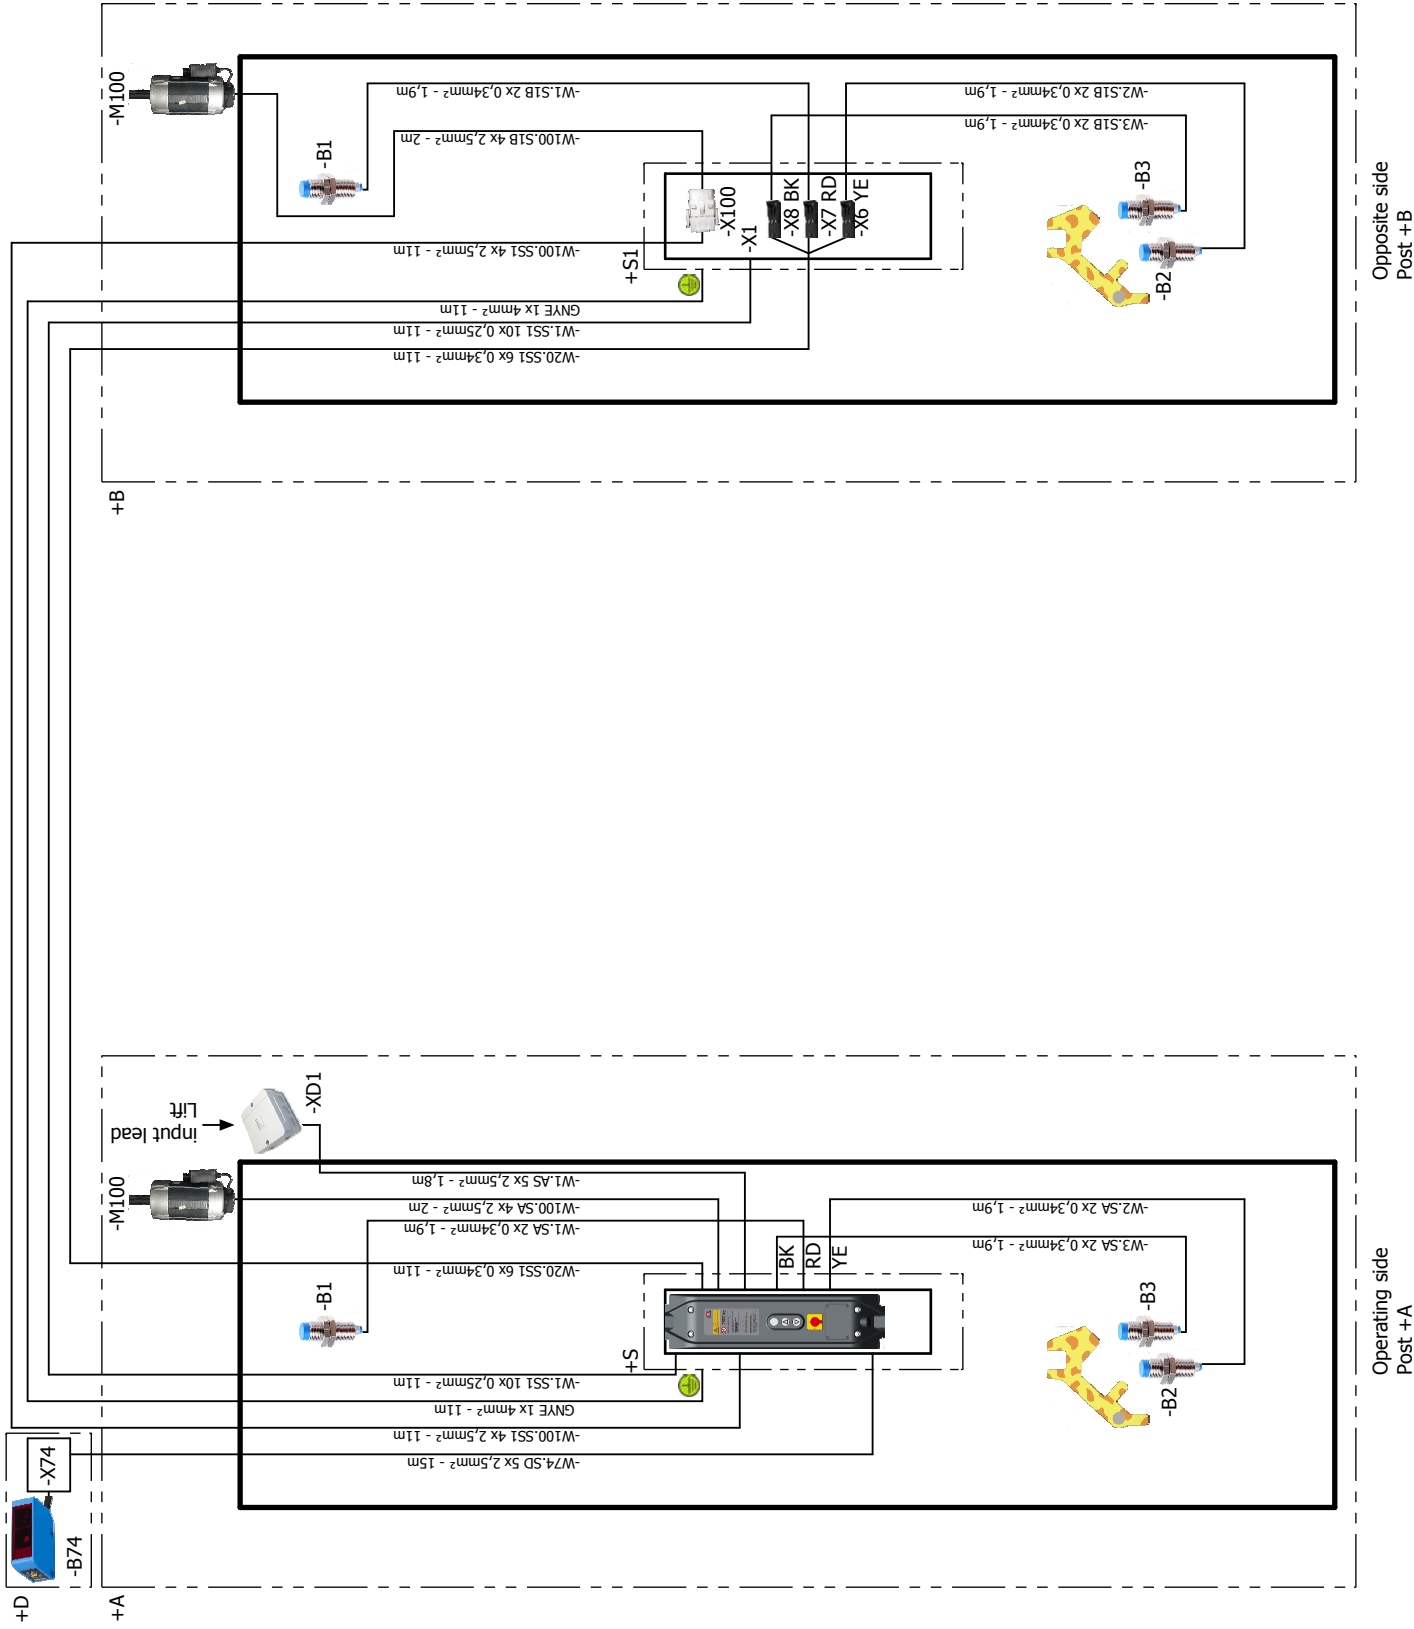 -M100
-B1
-W1.S1B 2x 0,34mm² - 1,9m
-W100.S1B 4x 2,5mm² - 2m
-W100.SS1 4x 2,5mm² - 11m
GNYE 1x 4mm² - 11m
-W1.SS1 10x 0,25mm² - 11m
-W20.SS1 6x 0,34mm² - 11m
+S1
-X100
-X1
-X8 BK
-X7 RD
-X6 YE
-W2.S1B 2x 0,34mm² - 1,9m
-W3.S1B 2x 0,34mm² - 1,9m
-B3
-B2
Opposite side
Post +B
+B
input lead
Lift
-XD1
-M100
-B1
-W1.AS 5x 2,5mm² - 1,8m
-W100.SA 4x 2,5mm² - 2m
-W1.SA 2x 0,34mm² - 1,9m
-W20.SS1 6x 0,34mm² - 11m
BK
RD
YE
-W2.SA 2x 0,34mm² - 1,9m
-W3.SA 2x 0,34mm² - 1,9m
+S
-W1.SS1 10x 0,25mm² - 11m
GNYE 1x 4mm² - 11m
-W100.SS1 4x 2,5mm² - 11m
-W74.SD 5x 2,5mm² - 15m
-B3
-B2
Operating side
Post +A
-X74
-B74
+D
+A